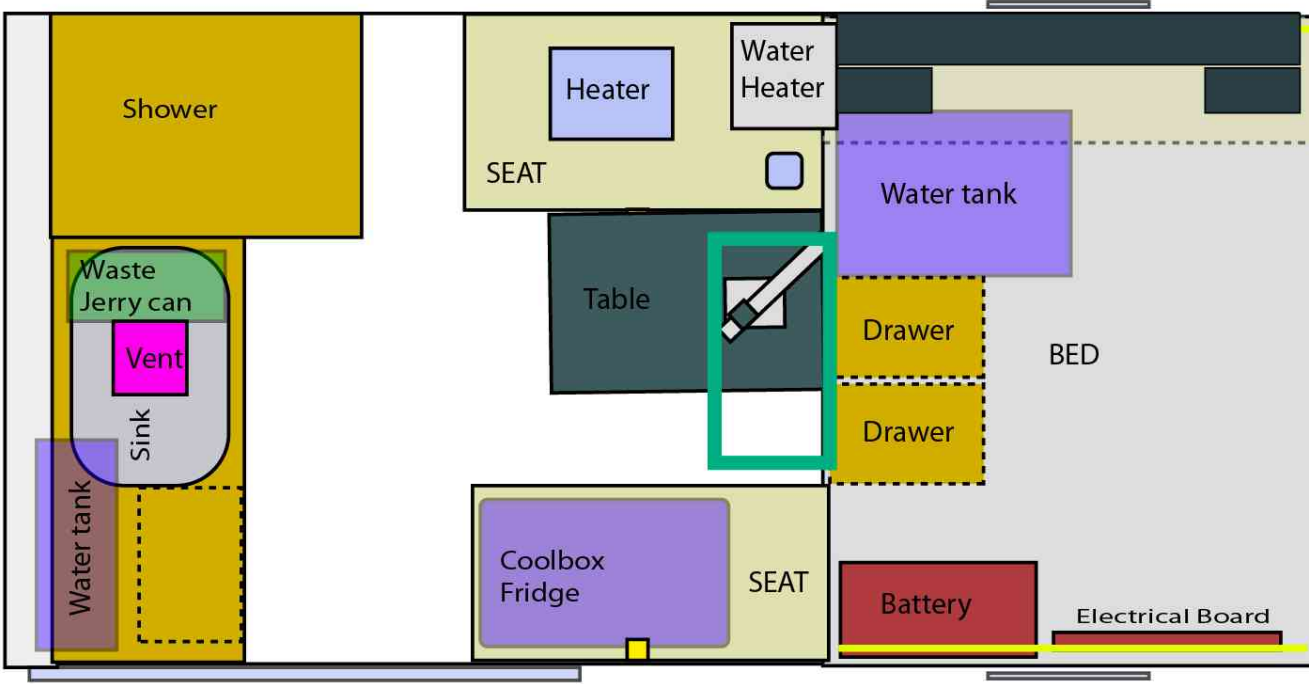 Shower
Heater
Water
Heater
SEAT
Water tank
Waste
Jerry can
Table
Drawer
Vent
BED
Sink
Drawer
Water tank
Coolbox
Fridge
SEAT
Battery
Electrical Board